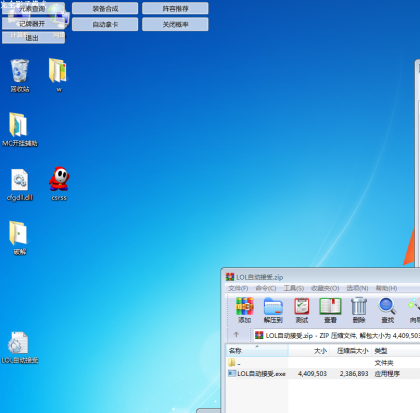 元素查询 装备合成 阵容推荐
记牌器开 自动拿卡 关闭概率
退出
回收站
w
MC开挂辅助
cfgdll.dll
csrss
破解
LOL自动接受
LOL自动接受.zip
文件(F) 命令(C) 工具(S) 收藏夹(O) 选项(N) 帮助(H)
添加 解压到 测试 查看 删除 查找
LOL自动接受.zip - ZIP 压缩文件, 解包大小为 4,409,503
名称 大小 压缩后大小 类型
.. 文件夹
LOL自动接受.exe 4,409,503 2,386,893 应用程序